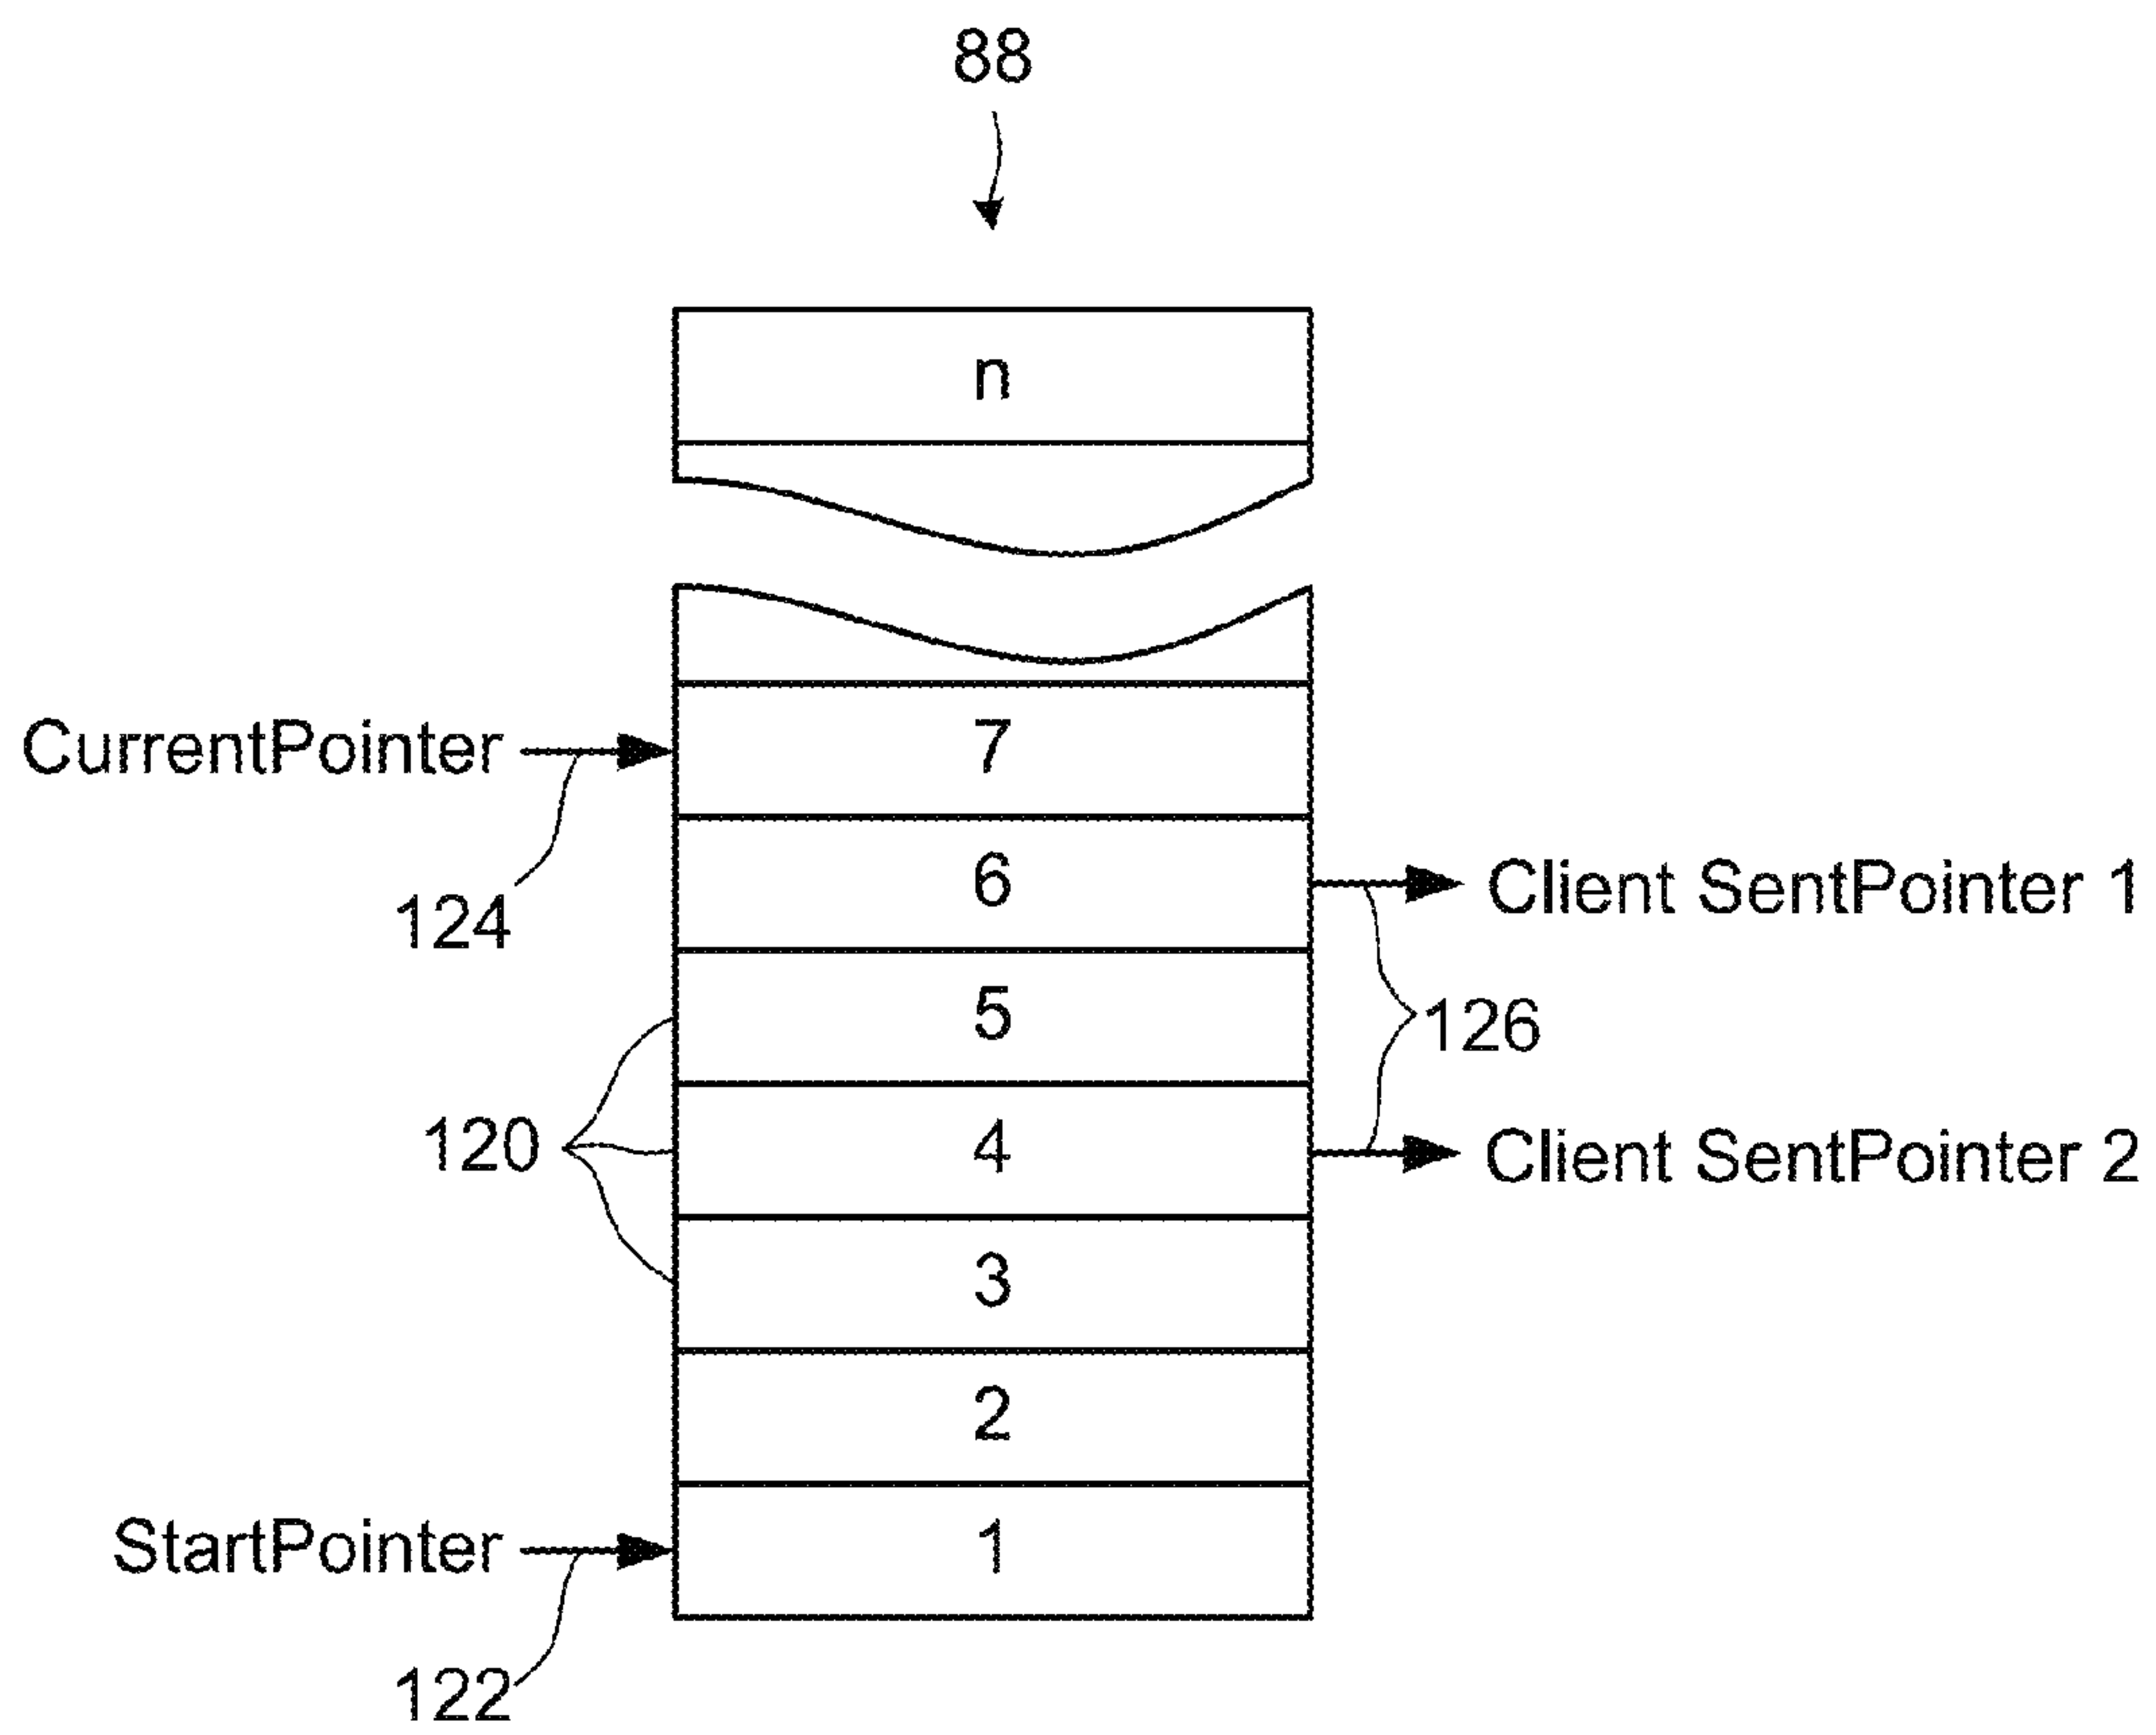 88
n
CurrentPointer 7
124
6 Client SentPointer 1
5
126
120
4 Client SentPointer 2
3
2
StartPointer 1
122